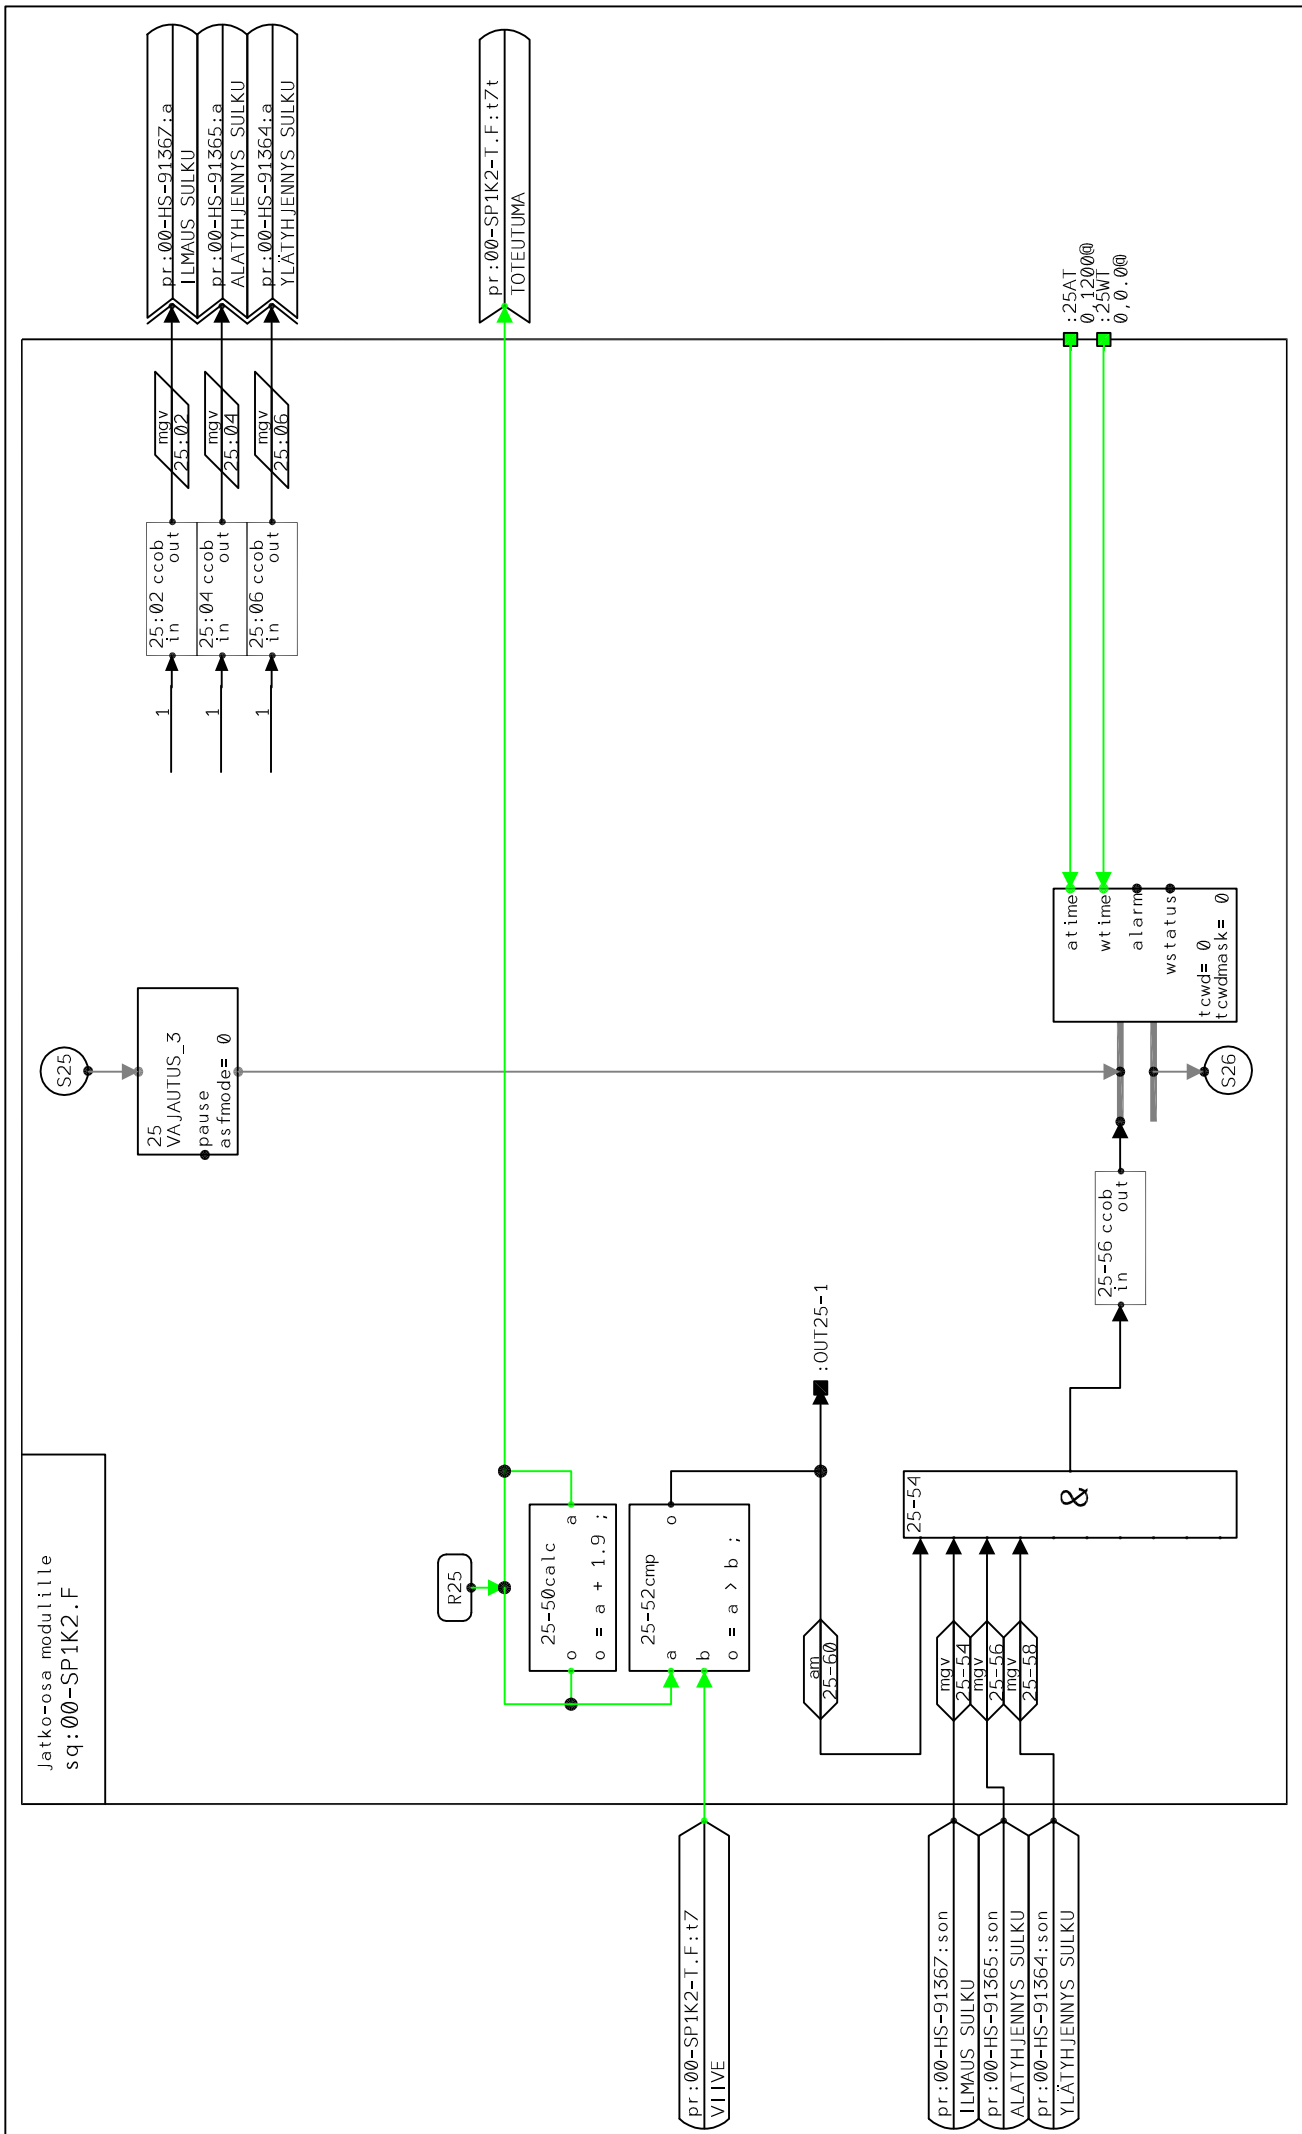 Jatko-osa modulille
sq:00-SP1K2.F
S25
25
VAJAUTUS_3
pause
asfmode= 0
1
25:02 ccob
in
out
mgv
25:02
pr:00-HS-91367:a
ILMAUS SULKU
1
25:04 ccob
in
out
mgv
25:04
pr:00-HS-91365:a
ALATYHJENNYS SULKU
1
25:06 ccob
in
out
mgv
25:06
pr:00-HS-91364:a
YLÄTYHJENNYS SULKU
R25
pr:00-SP1K2-T.F:t7t
TOTEUTUMA
25-50calc
o
a
o = a + 1.9 ;
25-52cmp
a
o
b
o = a > b ;
pr:00-SP1K2-T.F:t7
VIIVE
am
25-60
:OUT25-1
25-54
&
pr:00-HS-91367:son
ILMAUS SULKU
mgv
25-54
pr:00-HS-91365:son
ALATYHJENNYS SULKU
mgv
25-56
pr:00-HS-91364:son
YLÄTYHJENNYS SULKU
mgv
25-58
25-56 ccob
in
out
atime
wtime
alarm
wstatus
tcwd= 0
tcwdmask= 0
:25AT
0,1200@
:25WT
0,0.0@
S26